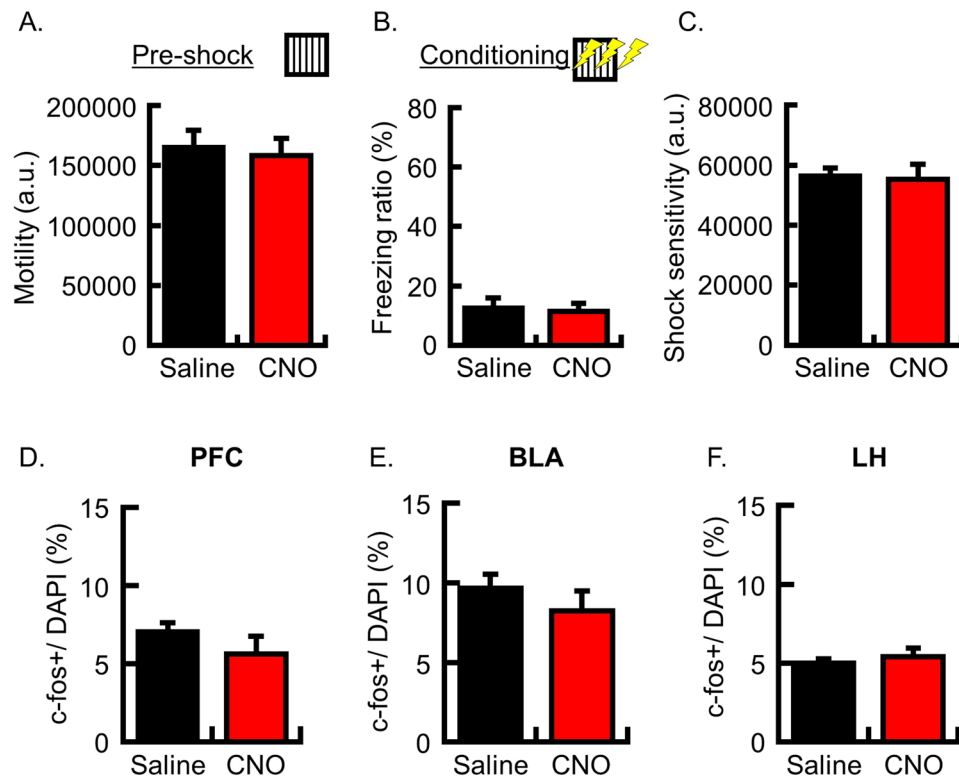 A.
Pre-shock
Motility (a.u.)
200000
150000
100000
50000
0
Saline CNO
B.
Conditioning
Freezing ratio (%)
80
60
40
20
0
Saline CNO
C.
Shock sensitivity (a.u.)
80000
60000
40000
20000
0
Saline CNO
D. PFC
c-fos+/ DAPI (%)
15
10
5
0
Saline CNO
E. BLA
c-fos+/ DAPI (%)
15
10
5
0
Saline CNO
F. LH
c-fos+/ DAPI (%)
15
10
5
0
Saline CNO